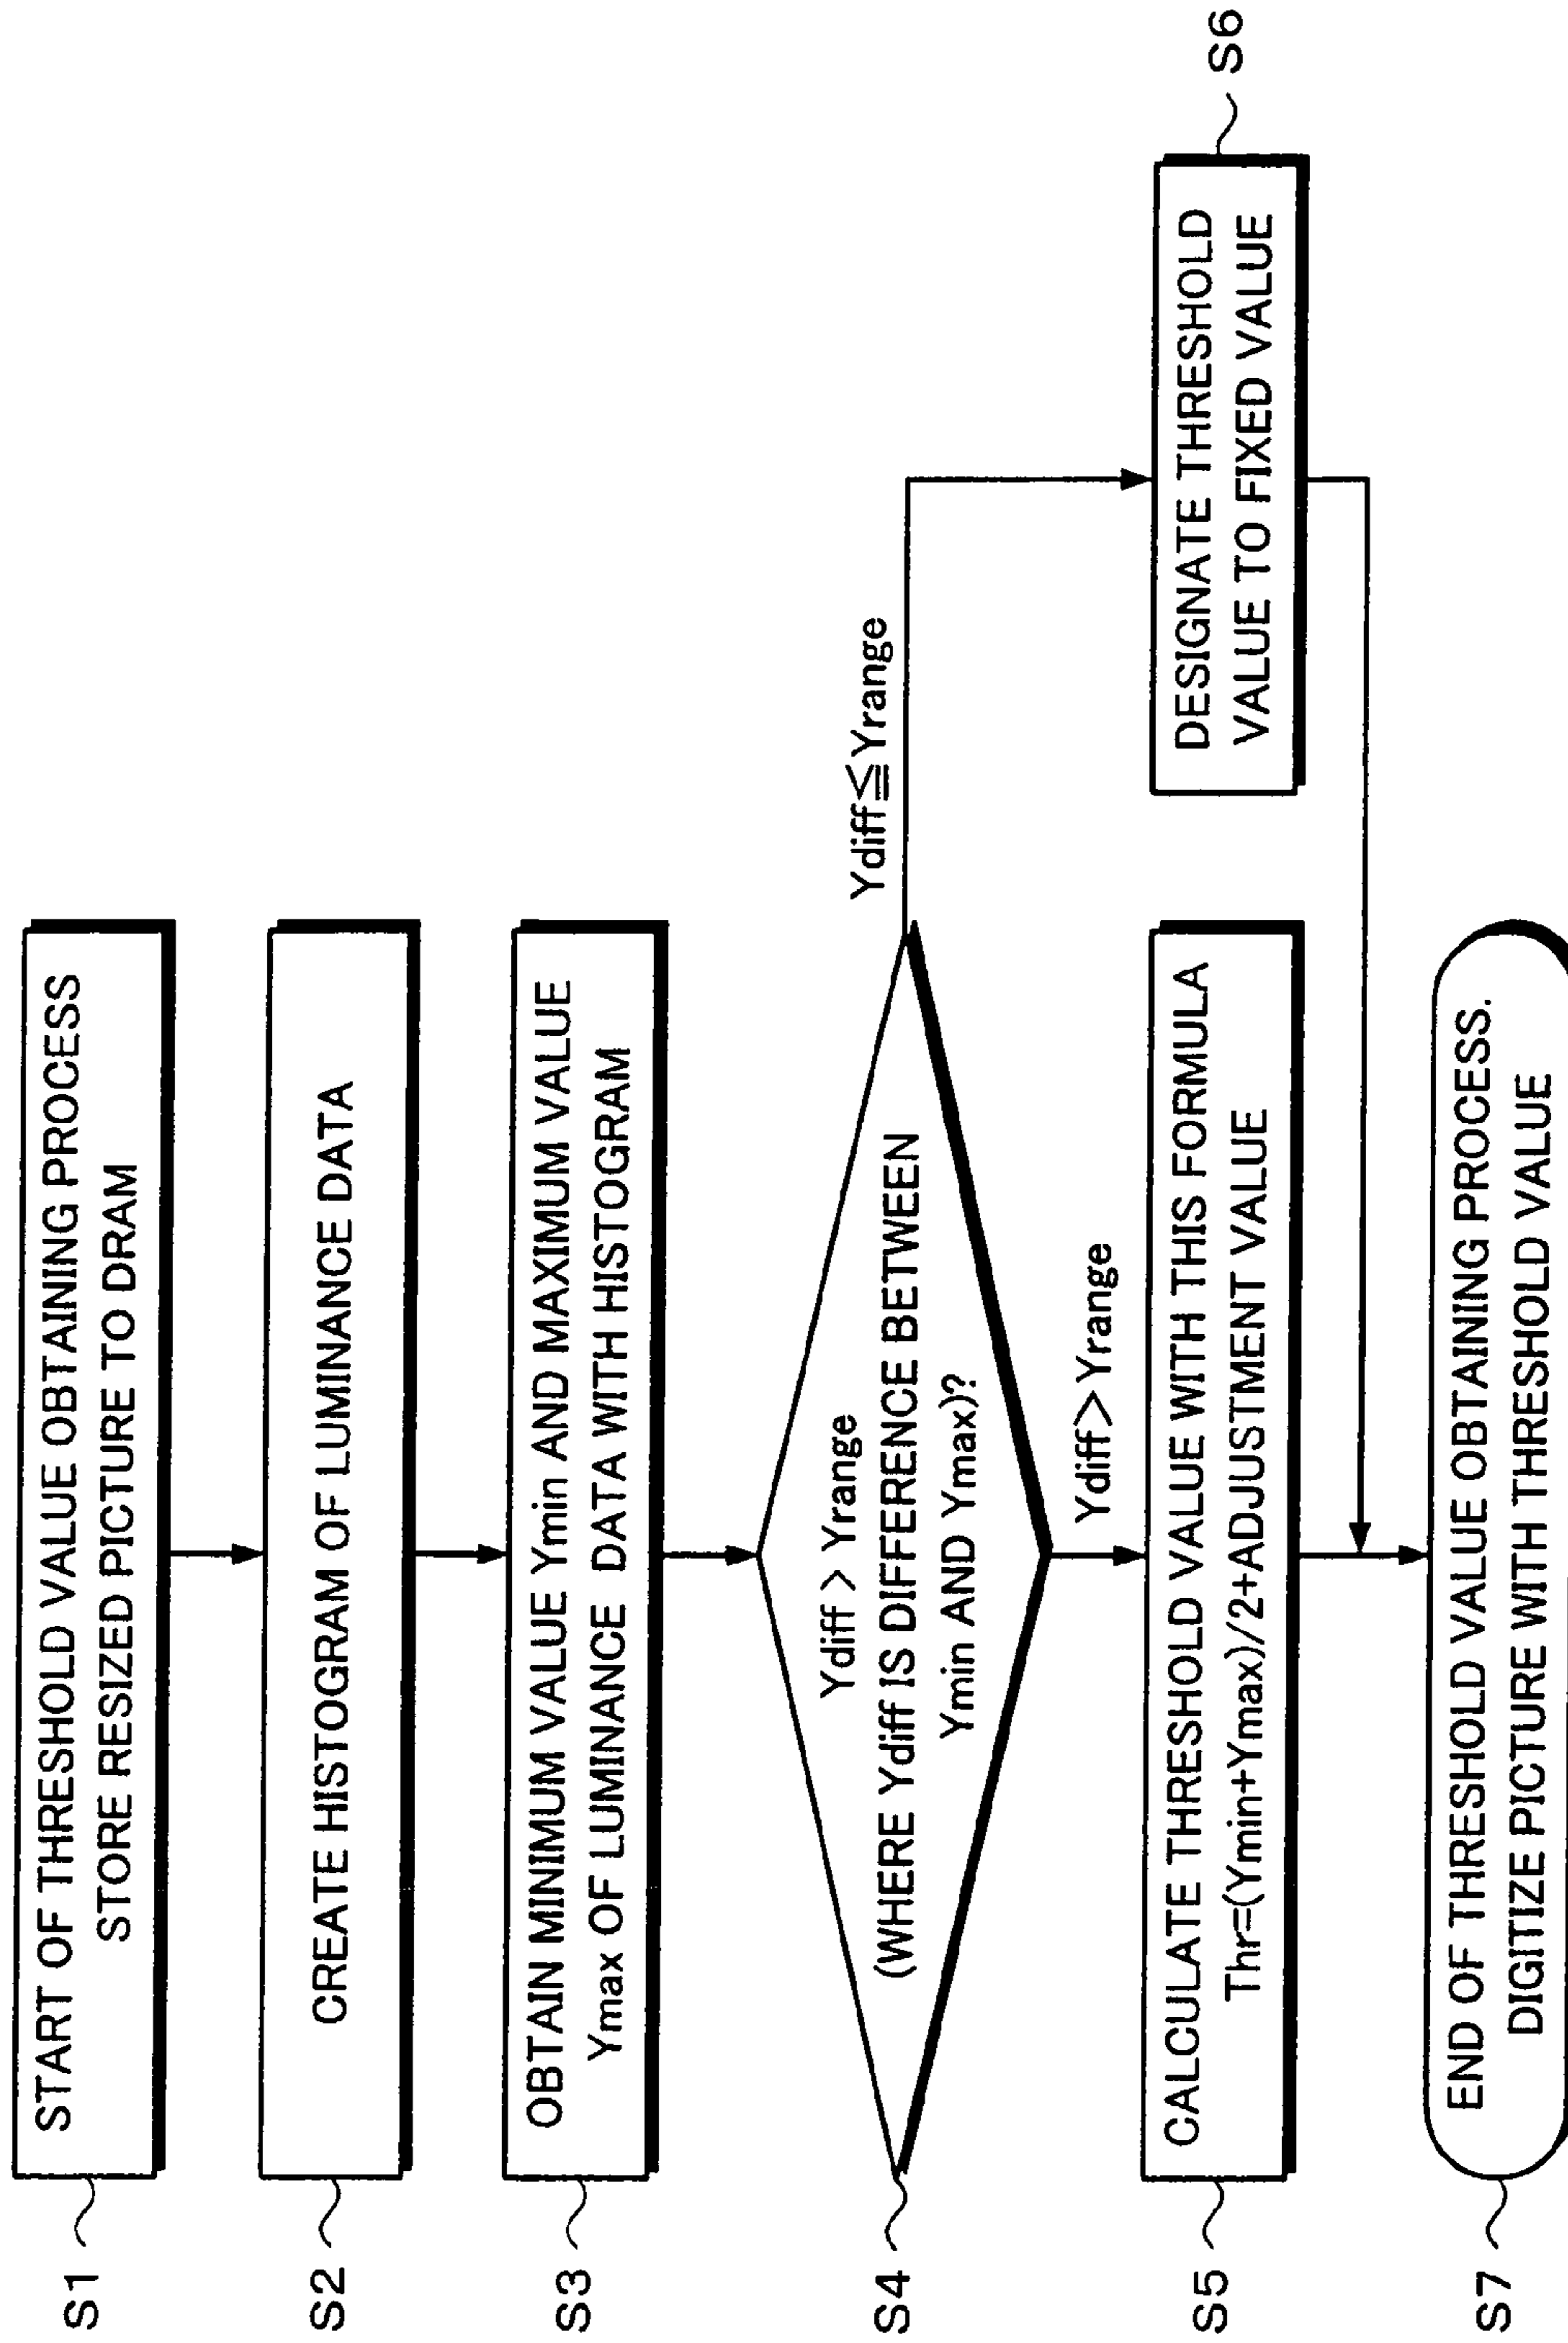 S1
START OF THRESHOLD VALUE OBTAINING PROCESS
STORE RESIZED PICTURE TO DRAM
S2
CREATE HISTOGRAM OF LUMINANCE DATA
S3
OBTAIN MINIMUM VALUE Ymin AND MAXIMUM VALUE
Ymax OF LUMINANCE DATA WITH HISTOGRAM
S4
Ydiff > Yrange
(WHERE Ydiff IS DIFFERENCE BETWEEN
Ymin AND Ymax)?
Ydiff≦Yrange
Ydiff>Yrange
S5
CALCULATE THRESHOLD VALUE WITH THIS FORMULA
Thr=(Ymin+Ymax)/2+ADJUSTMENT VALUE
DESIGNATE THRESHOLD
VALUE TO FIXED VALUE
S6
S7
END OF THRESHOLD VALUE OBTAINING PROCESS.
DIGITIZE PICTURE WITH THRESHOLD VALUE